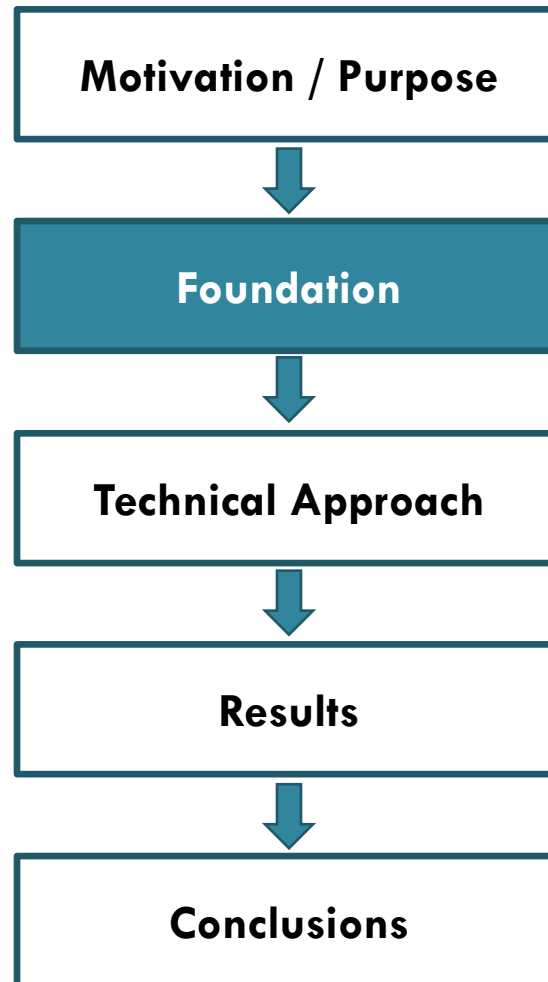 Motivation / Purpose
Foundation
Technical Approach
Results
Conclusions